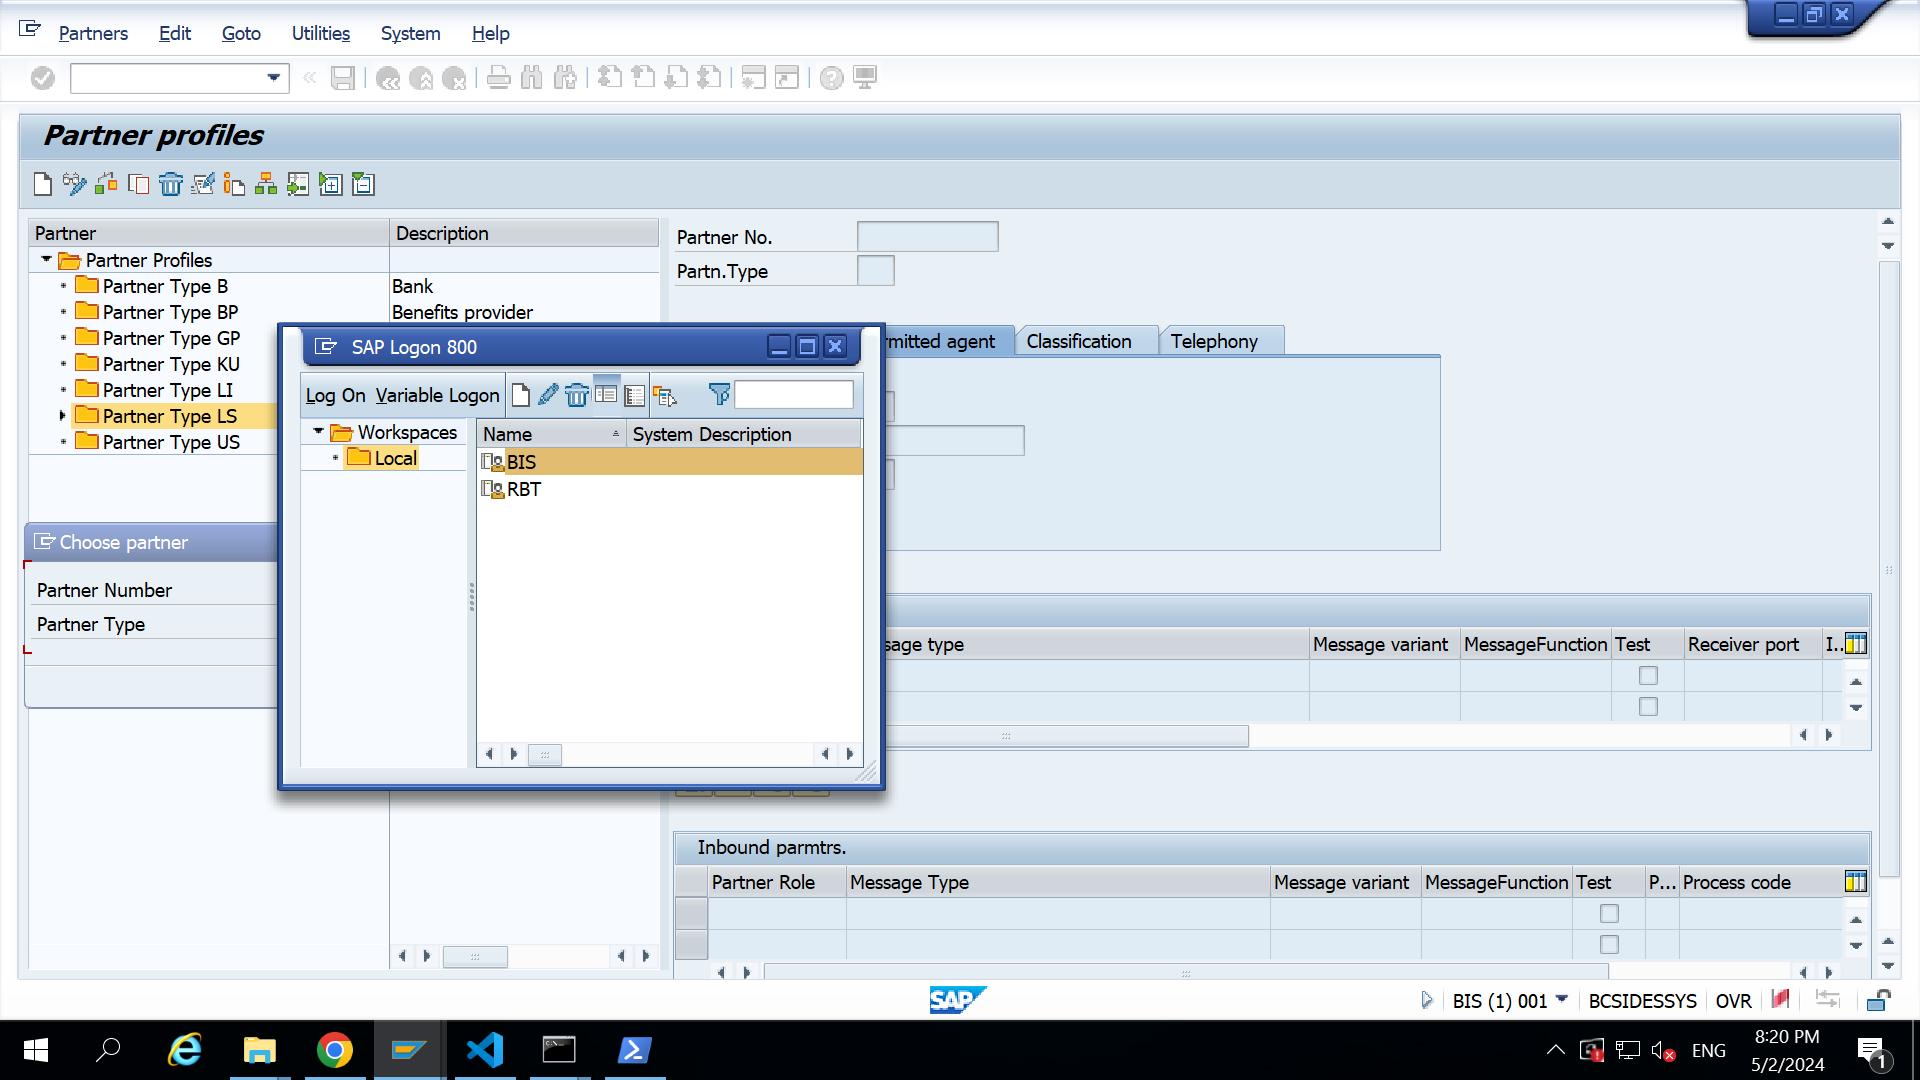 Partners Edit Goto Utilities System Help
Partner profiles
Partner Description
Partner Profiles
Partner Type B Bank
Partner Type BP Benefits provider
Partner Type GP
Partner Type KU
Partner Type LI
Partner Type LS
Partner Type US
Partner No.
Partn.Type
mitted agent Classification Telephony
SAP Logon 800
Log On Variable Logon
Workspaces
Local
Name System Description
BIS
RBT
Choose partner
Partner Number
Partner Type
sage type Message variant MessageFunction Test Receiver port I..
Inbound parmtrs.
Partner Role Message Type Message variant MessageFunction Test P... Process code
SAP
BIS (1) 001 BCSIDESSYS OVR
ENG
8:20 PM
5/2/2024
1